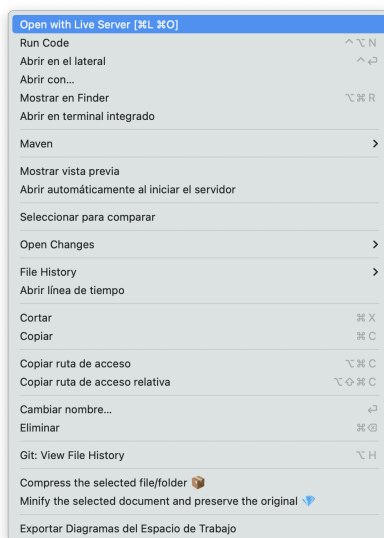 Open with Live Server [⌘L ⌘O]
Run Code ⌃⌥N
Abrir en el lateral ⌃⏎
Abrir con...
Mostrar en Finder ⌥⌘R
Abrir en terminal integrado
Maven
Mostrar vista previa
Abrir automáticamente al iniciar el servidor
Seleccionar para comparar
Open Changes
File History
Abrir línea de tiempo
Cortar ⌘X
Copiar ⌘C
Copiar ruta de acceso ⌥⌘C
Copiar ruta de acceso relativa ⌥⇧⌘C
Cambiar nombre... ⏎
Eliminar ⌘⌫
Git: View File History ⌥H
Compress the selected file/folder 📦
Minify the selected document and preserve the original 💎
Exportar Diagramas del Espacio de Trabajo